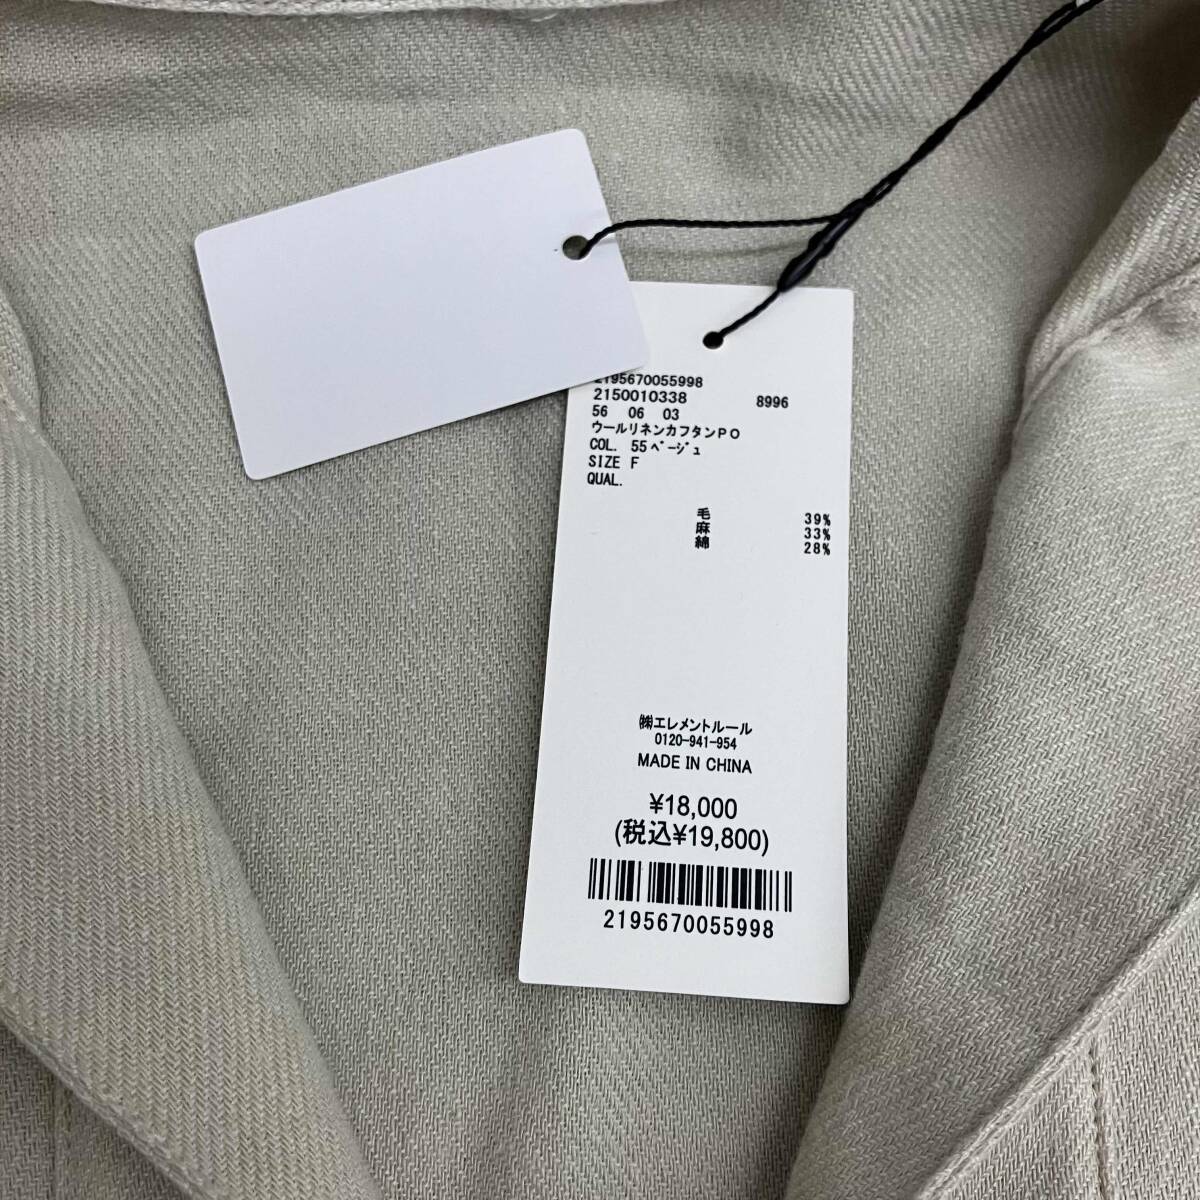 2195670055998
2150010338 8996
56 06 03
ウールリネンカフタンPO
COL. 55ベージュ
SIZE F
QUAL.
毛 39%
麻 33%
綿 28%
㈱エレメントルール
0120-941-954
MADE IN CHINA
¥18,000
(税込¥19,800)
2195670055998